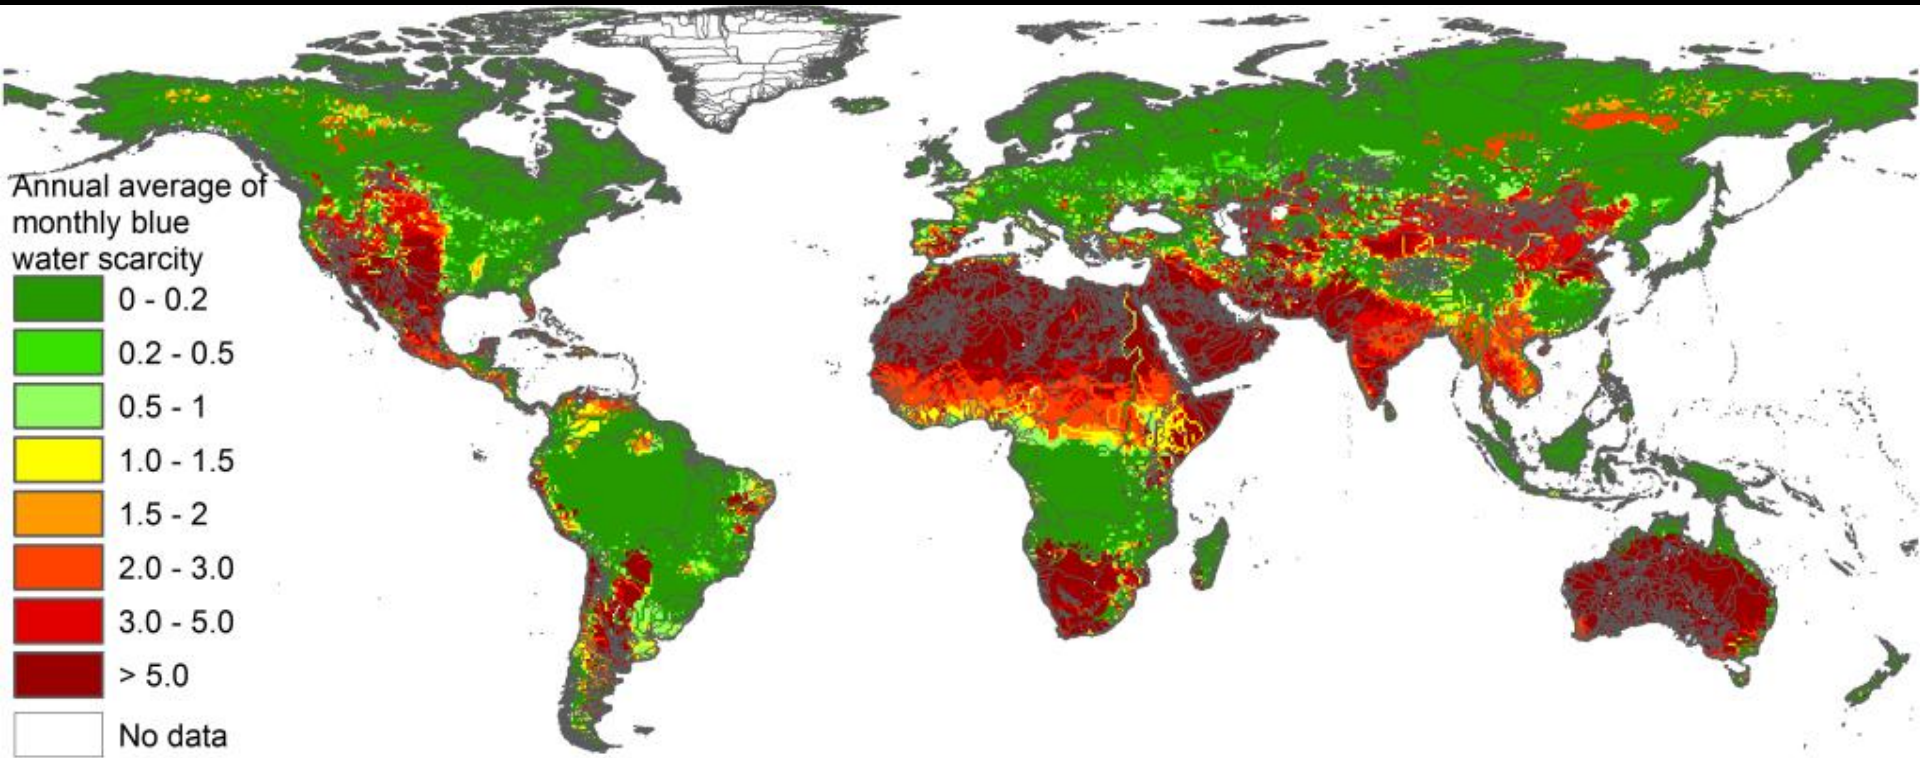 Annual average of
monthly blue
water scarcity
0 - 0.2
0.2 - 0.5
0.5 - 1
1.0 - 1.5
1.5 - 2
2.0 - 3.0
3.0 - 5.0
> 5.0
No data